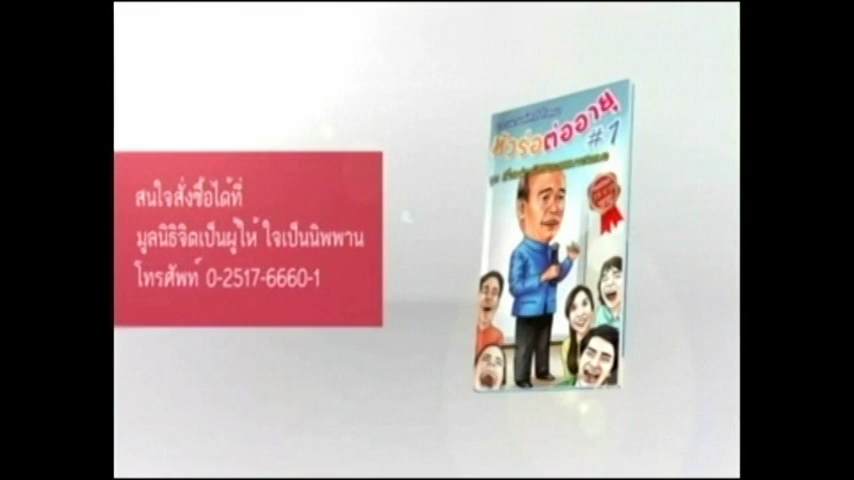 สนใจสั่งซื้อได้ที่
มูลนิธิจิตเป็นผู้ให้ ใจเป็นนิพพาน
โทรศัพท์ 0-2517-6660-1
หัวร่อต่ออายุ
#1
ชุด